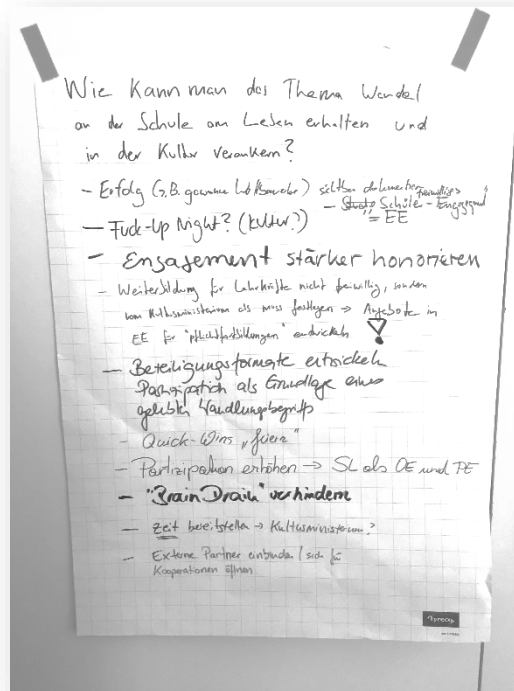 Wie kann man das Thema Wandel
an der Schule am Leben erhalten und
in der Kultur verankern?
- Erfolg (z.B. gewonnene Wettbewerbe) sichtbar dokumentieren
- Schüler-Engagement
= EE
- Fuck-Up Night? (Kultur?)
- Engagement stärker honorieren
- Weiterbildung für Lehrkräfte nicht freiwillig, sondern
vom Kultusministerium als muss festlegen → Angebote in
EE für "Pflichtfortbildungen" entwickeln !
- Beteiligungsformate entwickeln
Partizipation als Grundlage eines
gelebten Wandlungsbegriffs
- Quick-Wins „feiern"
- Partizipation erhöhen → SL als OE und PE
- "Brain Drain" verhindern
- Zeit bereitstellen → Kultusministerium?
- Externe Partner einbinden / sich für
Kooperationen öffnen